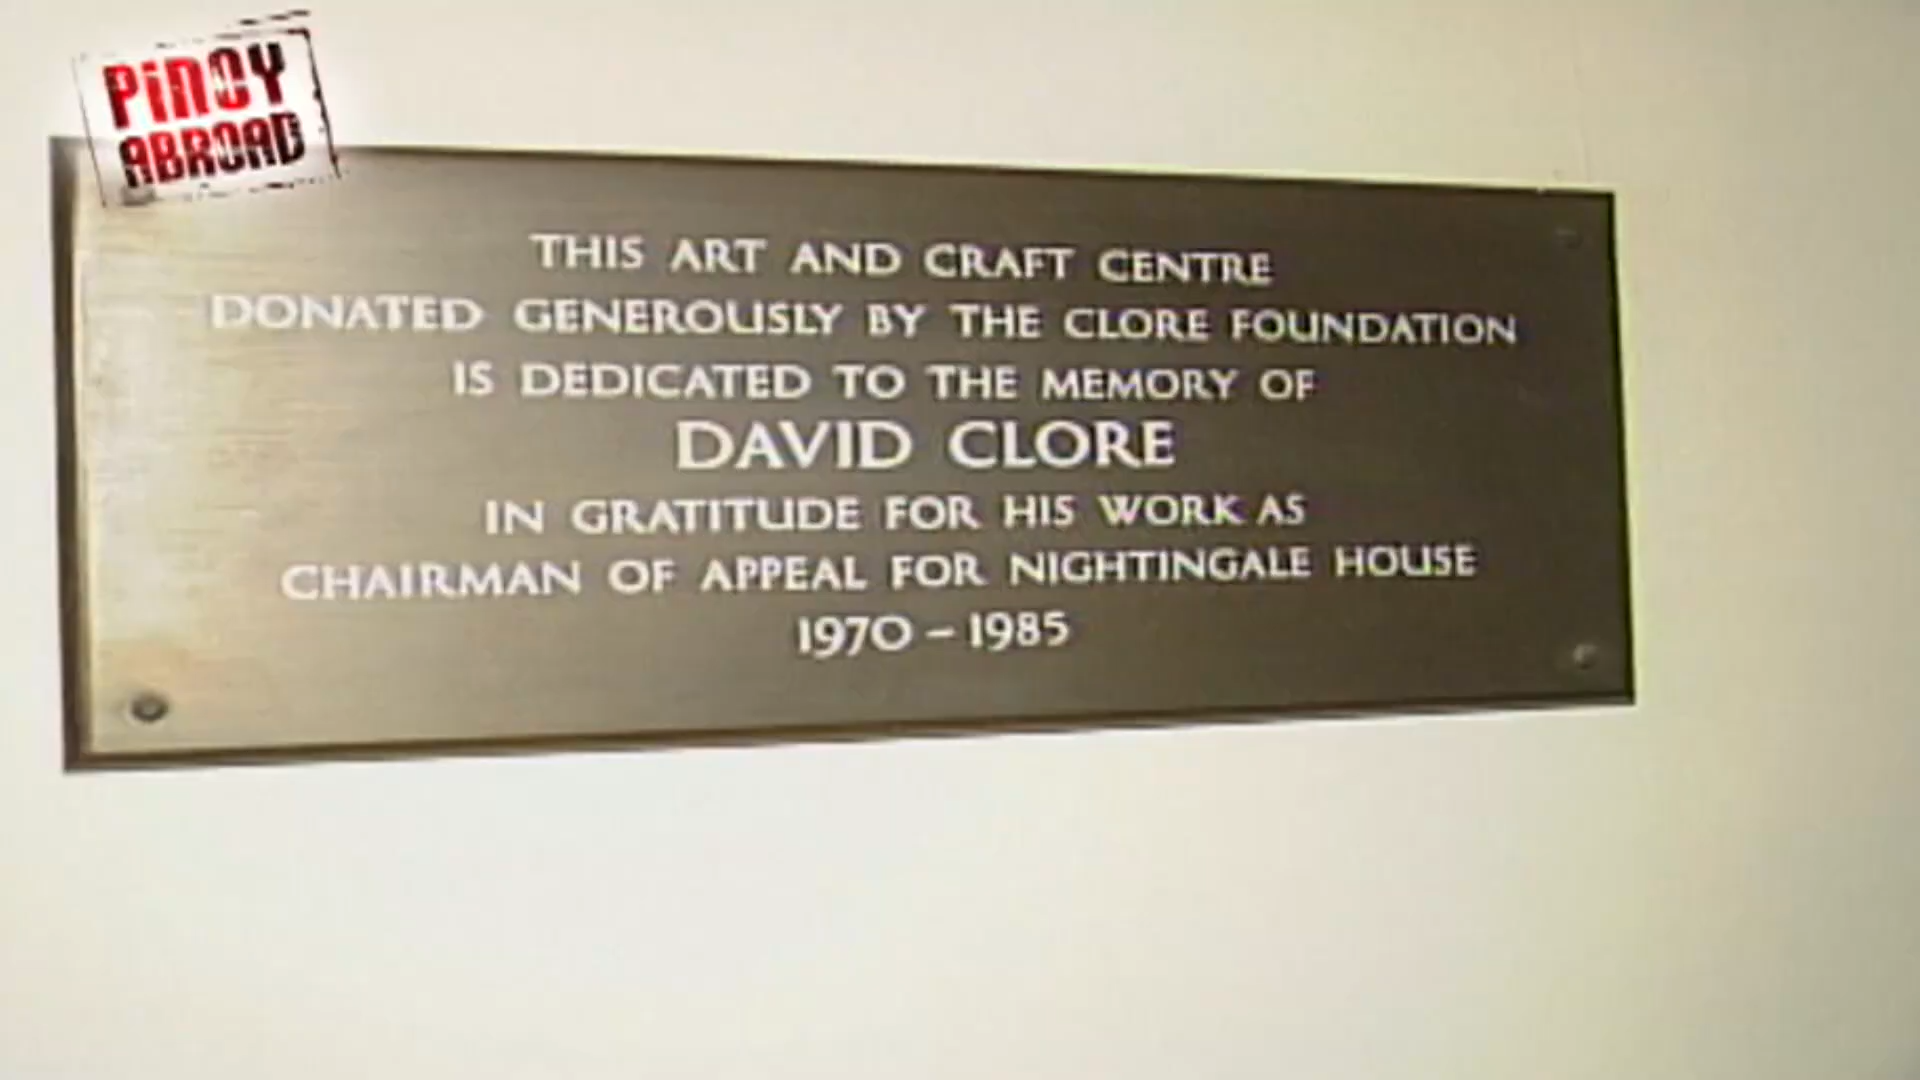 PINOY
ABROAD
THIS ART AND CRAFT CENTRE
DONATED GENEROUSLY BY THE CLORE FOUNDATION
IS DEDICATED TO THE MEMORY OF
DAVID CLORE
IN GRATITUDE FOR HIS WORK AS
CHAIRMAN OF APPEAL FOR NIGHTINGALE HOUSE
1970 – 1985